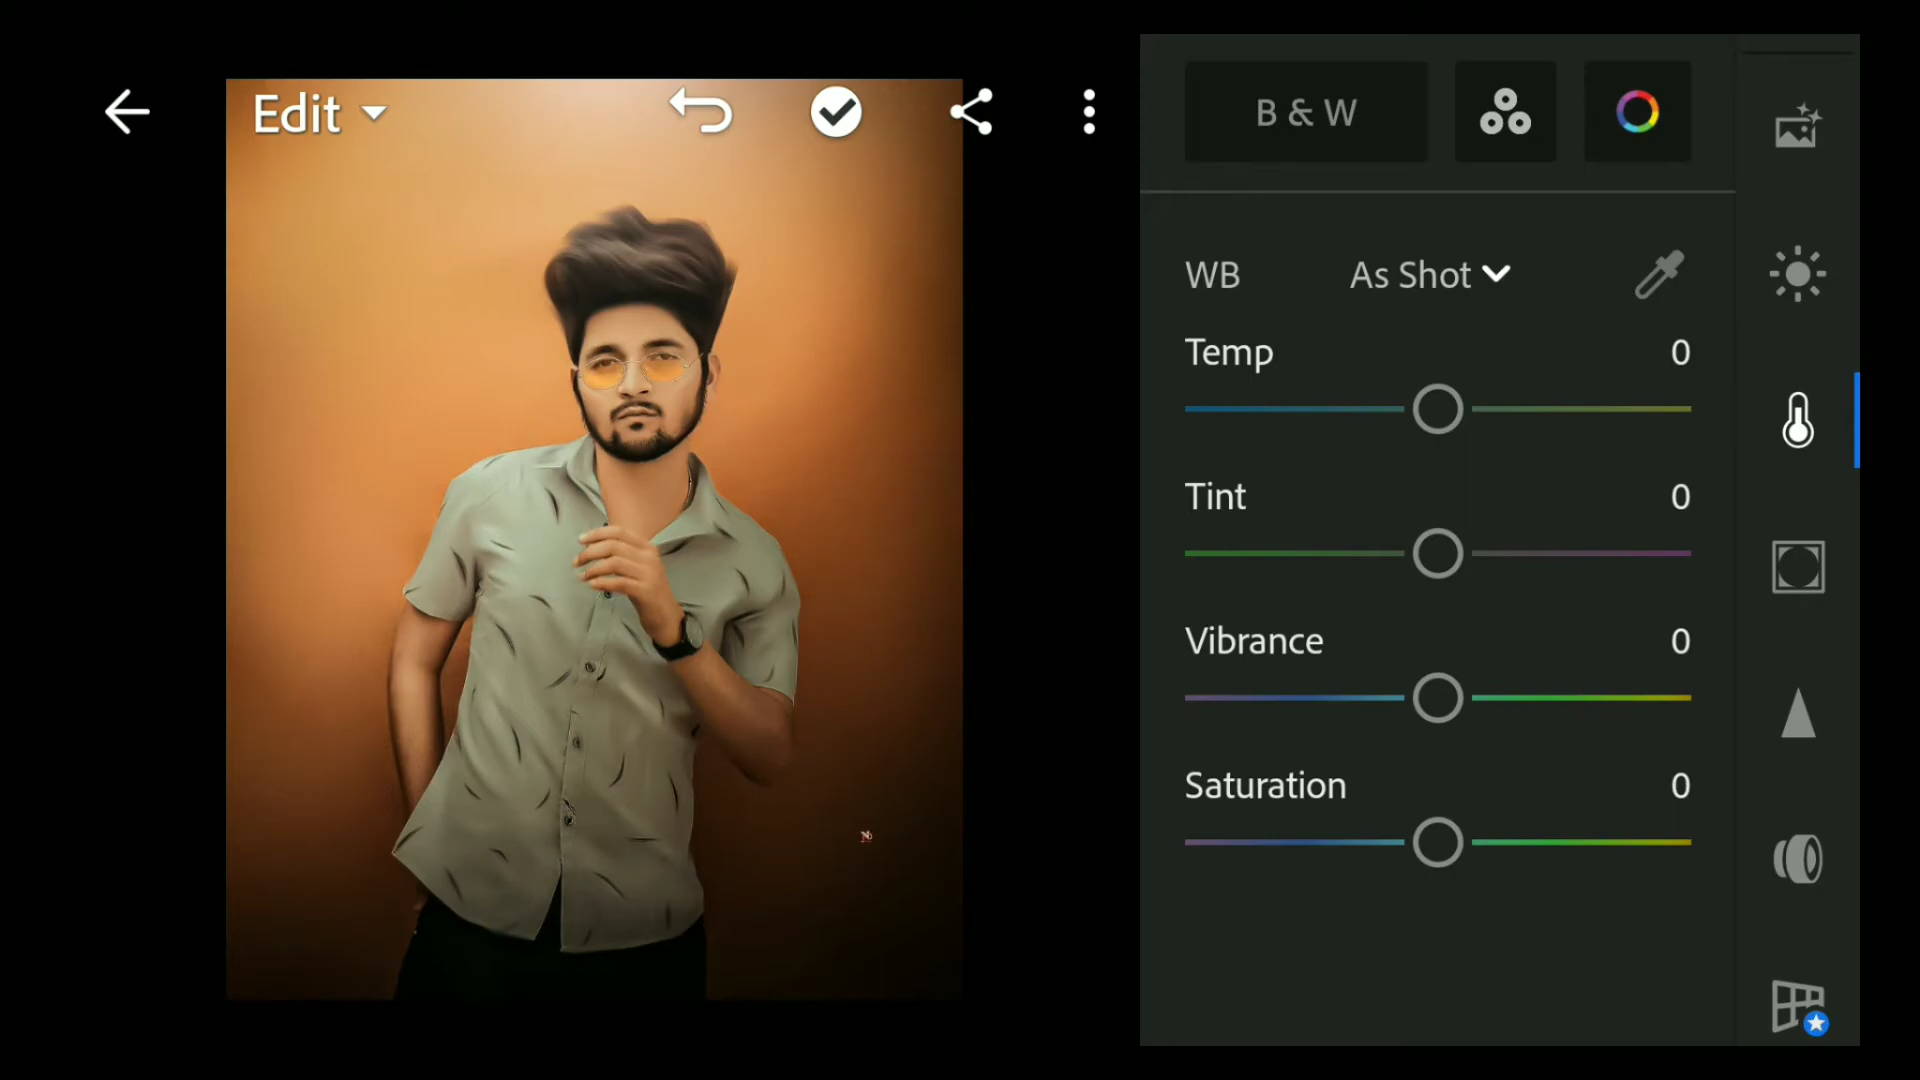 Edit
B & W
WB As Shot
Temp 0
Tint 0
Vibrance 0
Saturation 0